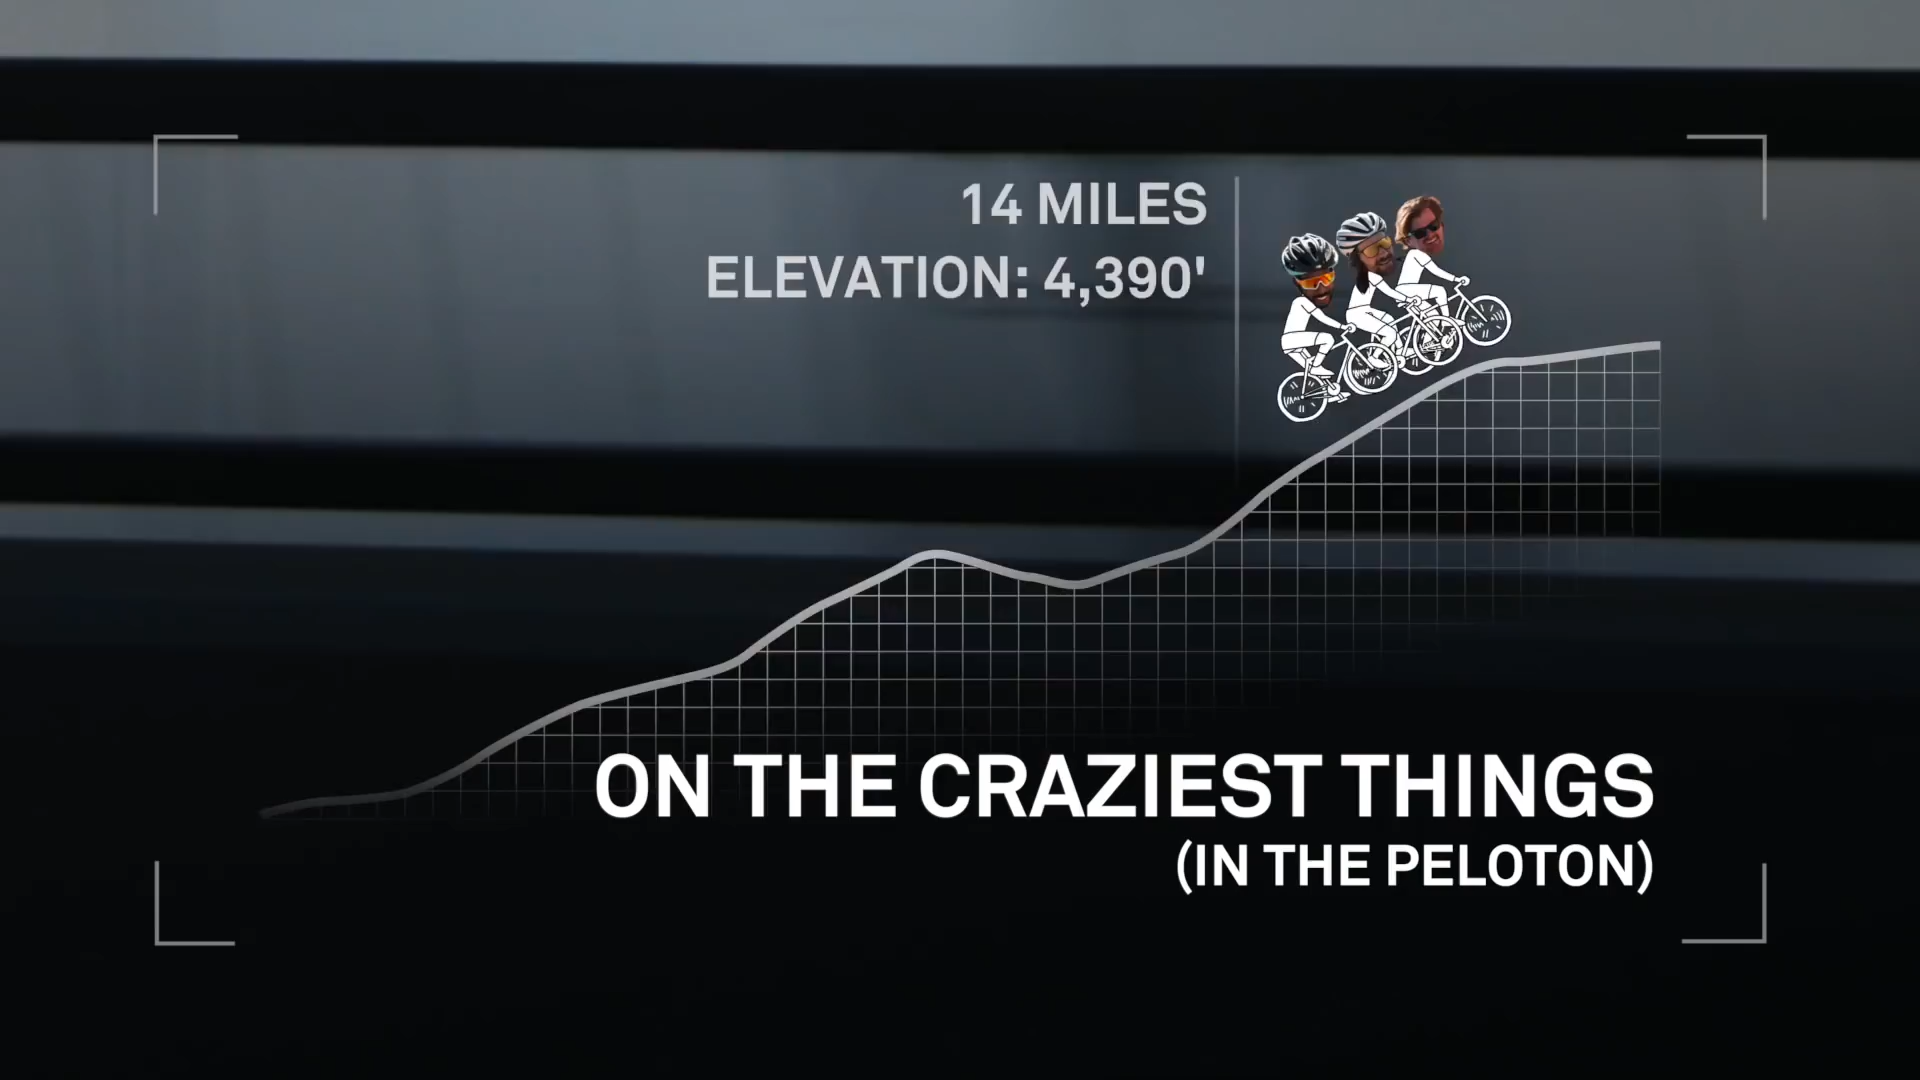 14 MILES
ELEVATION: 4,390'
ON THE CRAZIEST THINGS
(IN THE PELOTON)